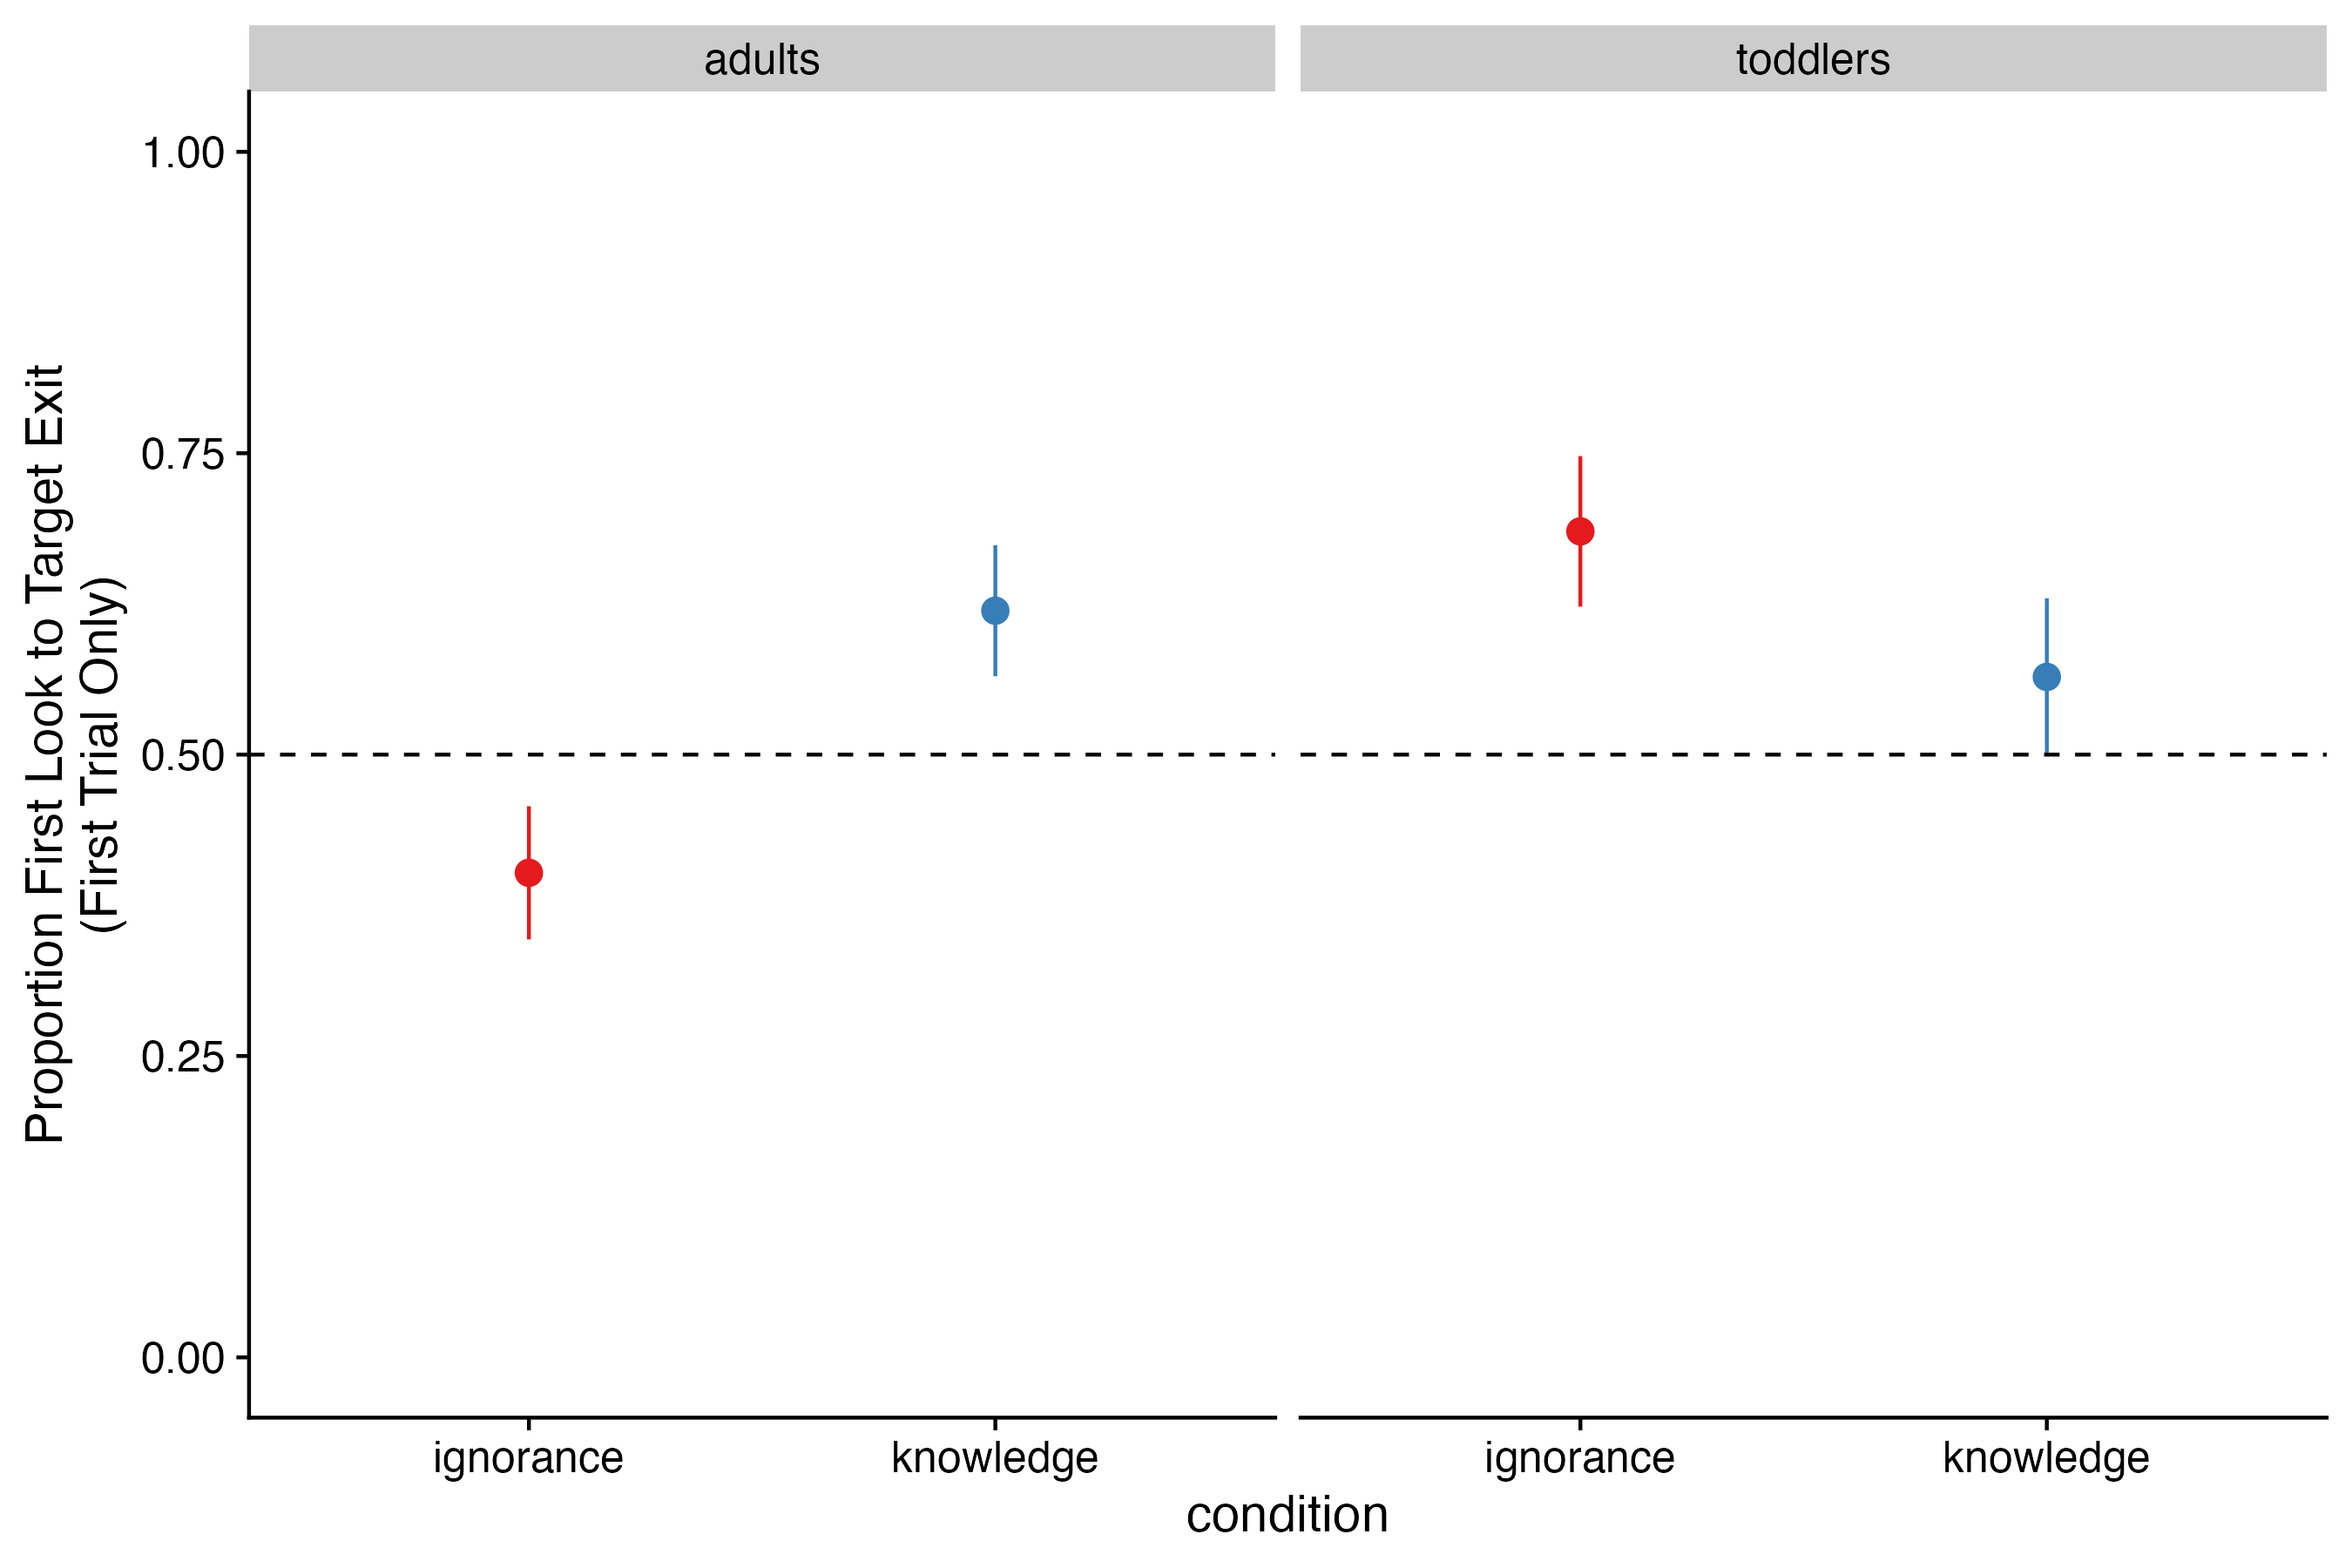 adults
toddlers
Proportion First Look to Target Exit
(First Trial Only)
1.00
0.75
0.50
0.25
0.00
ignorance
knowledge
ignorance
knowledge
condition